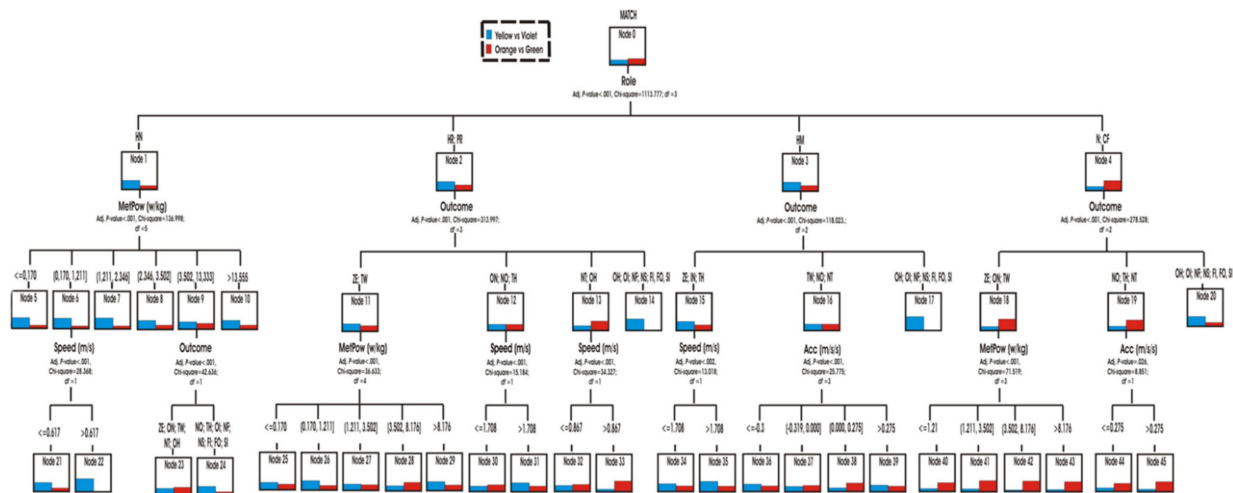 MATCH
Node 0
Yellow vs Violet
Orange vs Green
Role
Adj. P-value<.001, Chi-square=1113.777; df =3
HN
HR; PR
HM
N; CF
Node 1
Node 2
Node 3
Node 4
MetPow (w/kg)
Adj. P-value<.001, Chi-square=136.998;
df =5
Outcome
Adj. P-value<.001, Chi-square=313.997;
df =3
Outcome
Adj. P-value<.001, Chi-square=118.023.;
df =2
Outcome
Adj. P-value<.001, Chi-square=278.528;
df =2
<=0,170
(0,170, 1,211]
(1,211, 2,346]
(2.346, 3.502]
(3.502, 13,333]
>13,555
ZE; TW
ON; NO; TH
NT; OH
OH; OI; NF; NS; FI, FO, SI
ZE; IN; TH
TW; NO; NT
OH; OI; NF; NS; FI, FO, SI
ZE; ON; TW
NO; TH; NT
OH; OI; NF; NS; FI, FO, SI
Node 5
Node 6
Node 7
Node 8
Node 9
Node 10
Node 11
Node 12
Node 13
Node 14
Node 15
Node 16
Node 17
Node 18
Node 19
Node 20
Speed (m/s)
Adj. P-value<.001,
Chi-square=28.368;
df =1
Outcome
Adj. P-value<.001,
Chi-square=42.636;
df =1
MetPow (w/kg)
Adj. P-value<.001,
Chi-square=36.633;
df =4
Speed (m/s)
Adj. P-value<.001,
Chi-square=15.184;
df =1
Speed (m/s)
Adj. P-value<.001,
Chi-square=34.327;
df =1
Speed (m/s)
Adj. P-value<.002,
Chi-square=13.018;
df =1
Acc (m/s/s)
Adj. P-value<.001,
Chi-square=25.775;
df =3
MetPow (w/kg)
Adj. P-value<.001,
Chi-square=71.519;
df =3
Acc (m/s/s)
Adj. P-value=.026,
Chi-square=8.851;
df =1
<=0.617
>0.617
ZE; ON; TW;
NT; OH
NO; TH; OI; NF,
NS; FI; FO; SI
<=0.170
(0.170, 1.211]
(1.211, 3.502]
(3.502, 8.176]
>8.176
<=1.708
>1.708
<=0.867
>0.867
<=1.708
>1.708
<=-0.3
(-0.319, 0.000]
(0.000, 0.275]
>0.275
<=1.21
(1.211, 3.502]
(3.502, 8.176]
>8.176
<=0.275
>0.275
Node 21
Node 22
Node 23
Node 24
Node 25
Node 26
Node 27
Node 28
Node 29
Node 30
Node 31
Node 32
Node 33
Node 34
Node 35
Node 36
Node 37
Node 38
Node 39
Node 40
Node 41
Node 42
Node 43
Node 44
Node 45